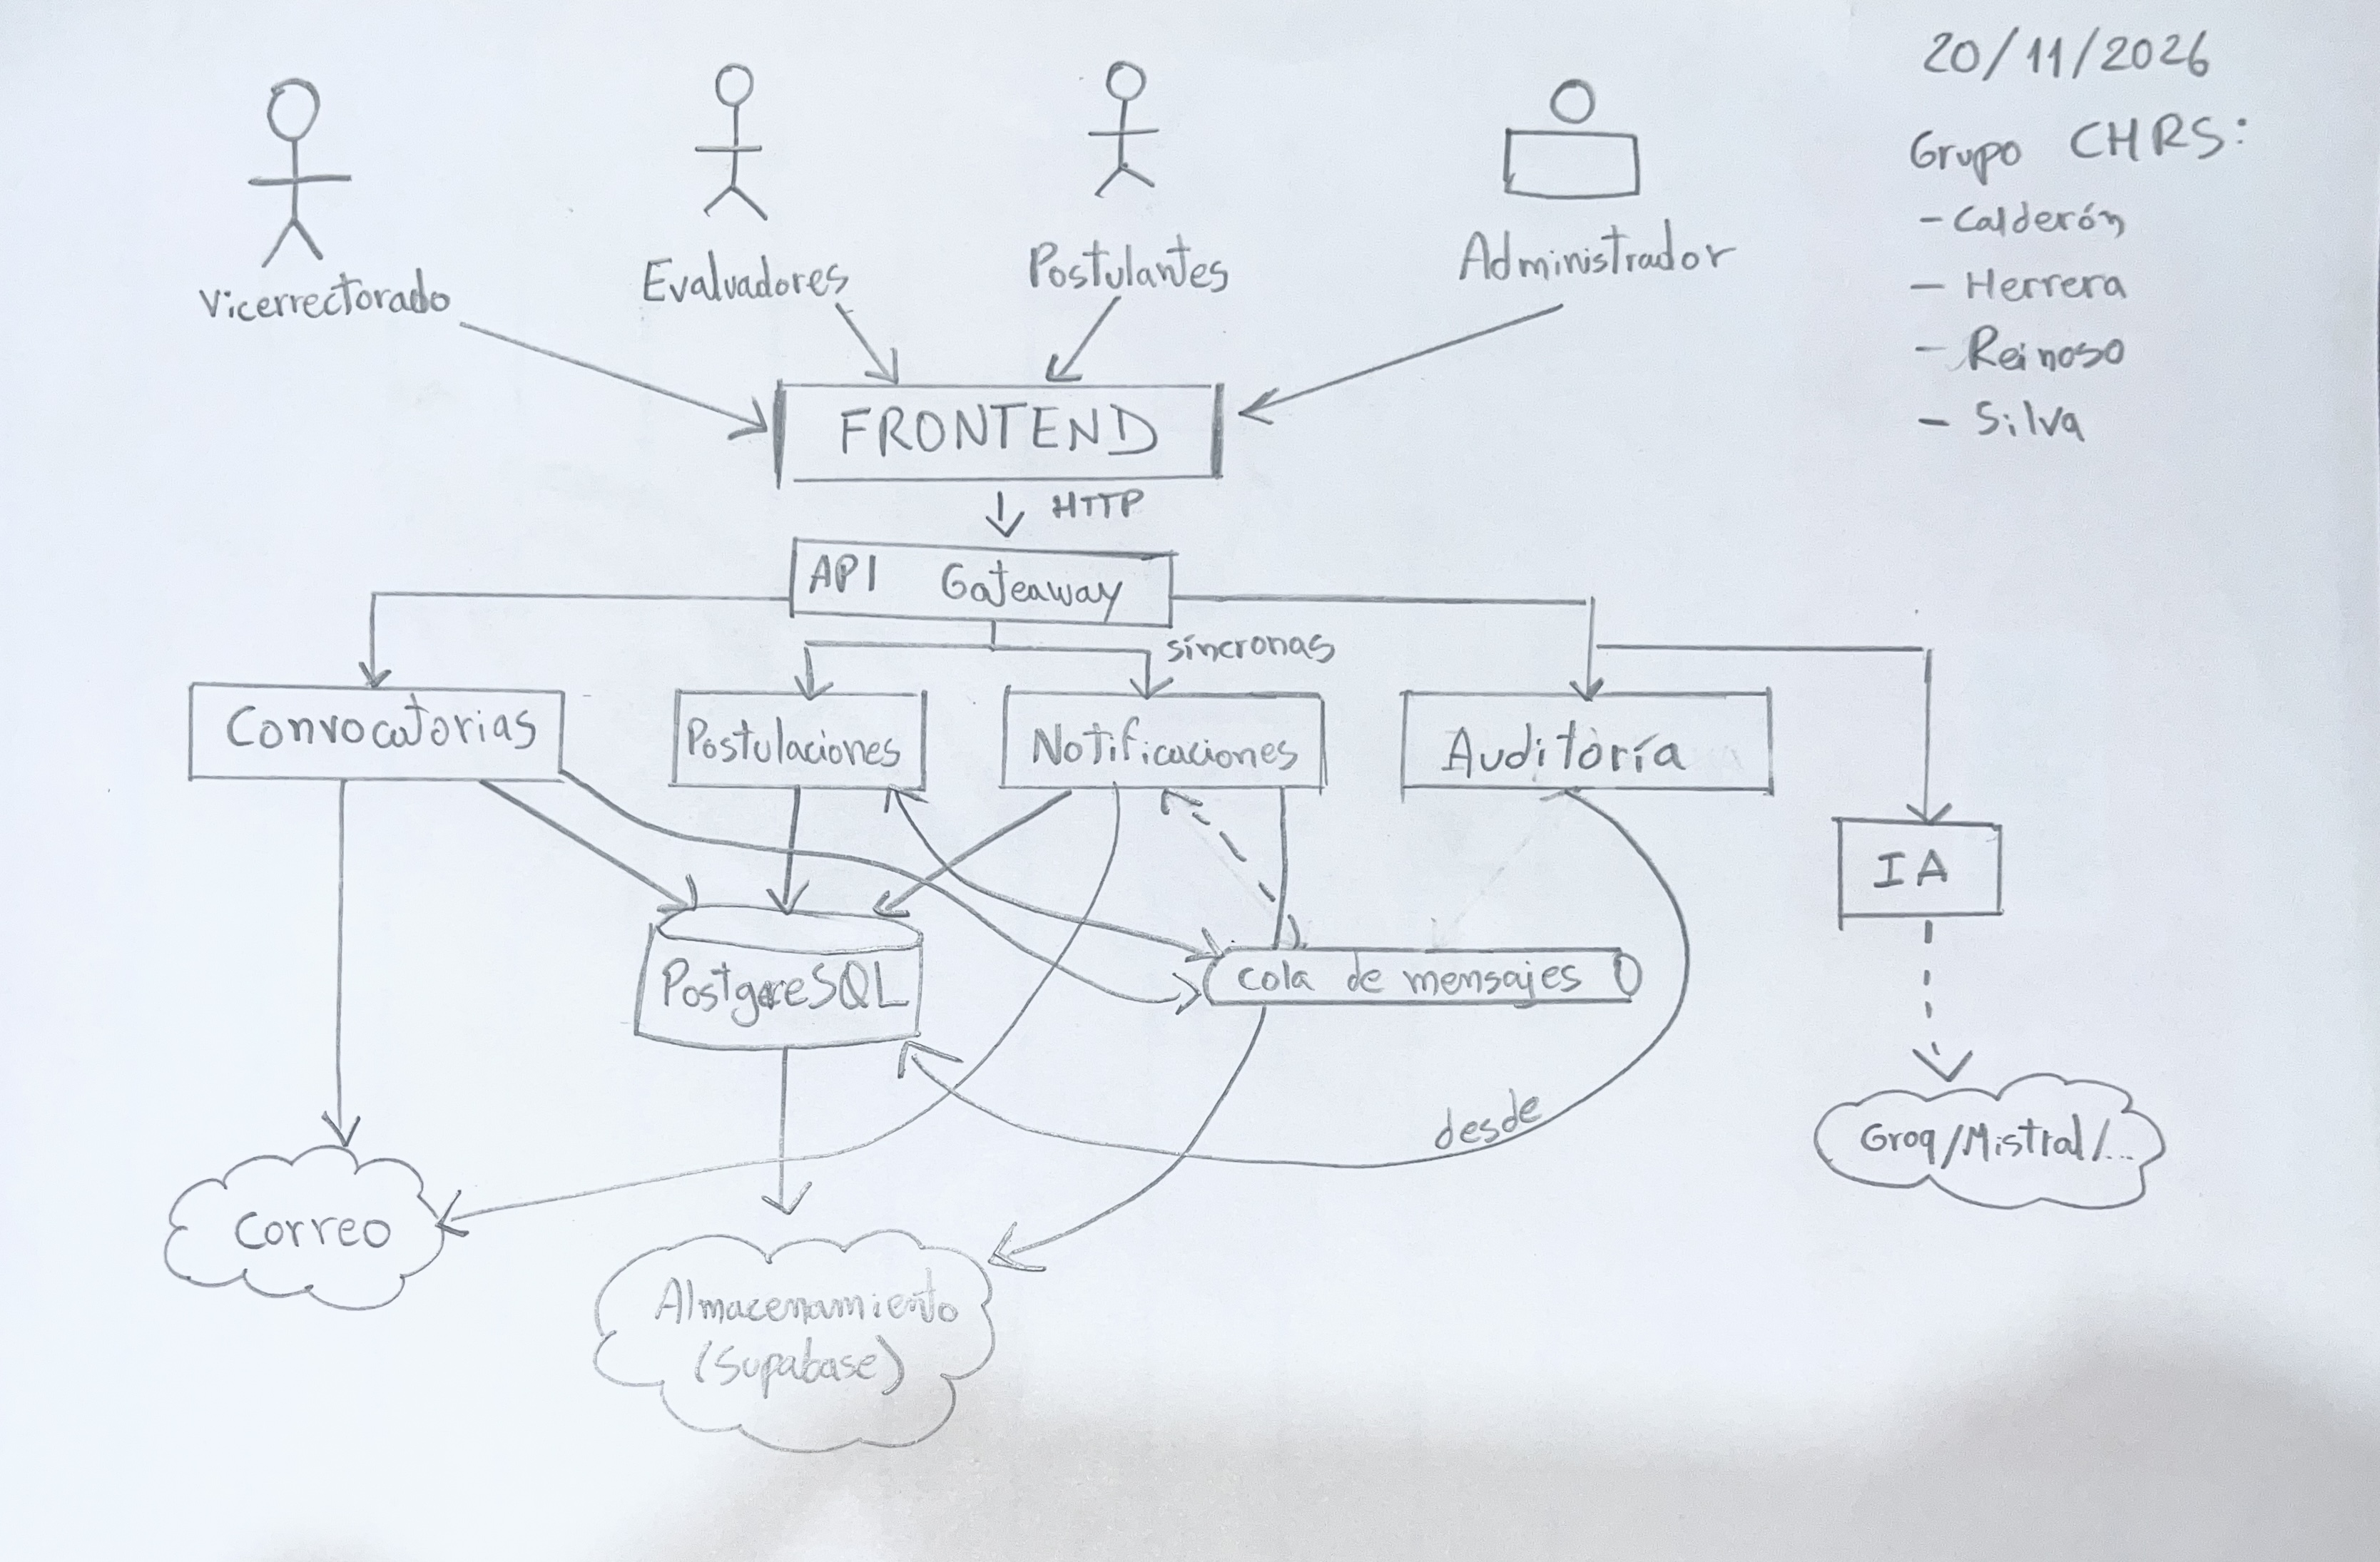 20/11/2026
Grupo CHRS:
- Calderón
- Herrera
- Reinoso
- Silva
Vicerrectorado
Evaluadores
Postulantes
Administrador
FRONTEND
HTTP
API Gateaway
síncronas
Convocatorias
Postulaciones
Notificaciones
Auditoría
IA
PostgreSQL
cola de mensajes
desde
Groq/Mistral/...
Correo
Almacenamiento
(Supabase)